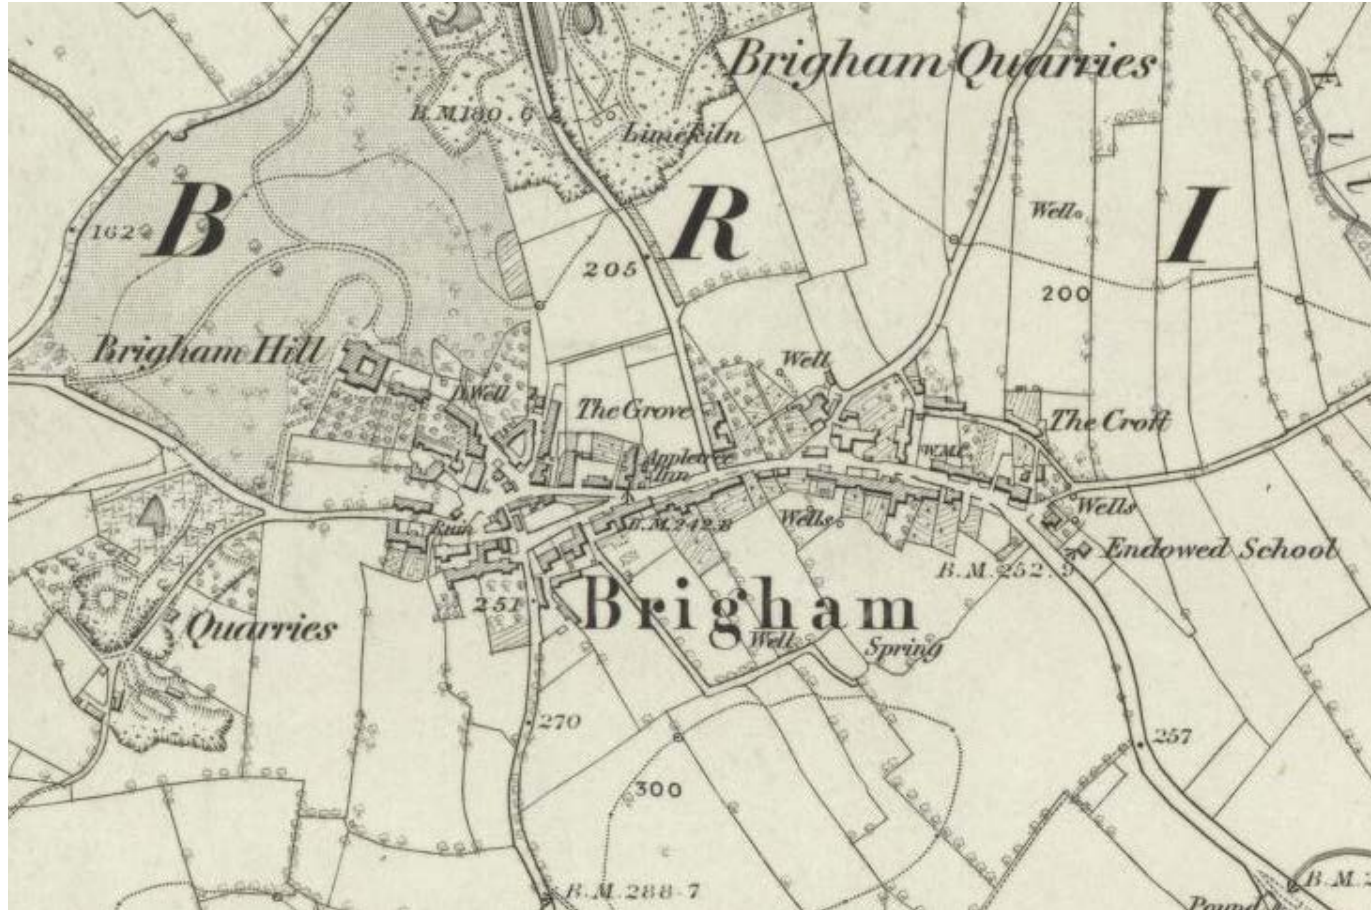 Brigham Quarries
B.M.180.6
Limekiln
B R I
Well
162
205
200
Brigham Hill
Well
Well
The Grove
The Croft
Appletree
Inn
W.M.C.
Ruin
B.M.242.8
Wells
Wells
Endowed School
B.M.252.9
251
Brigham
Quarries
Well
Spring
270
257
300
B.M.288.7
B.M.2
Pound